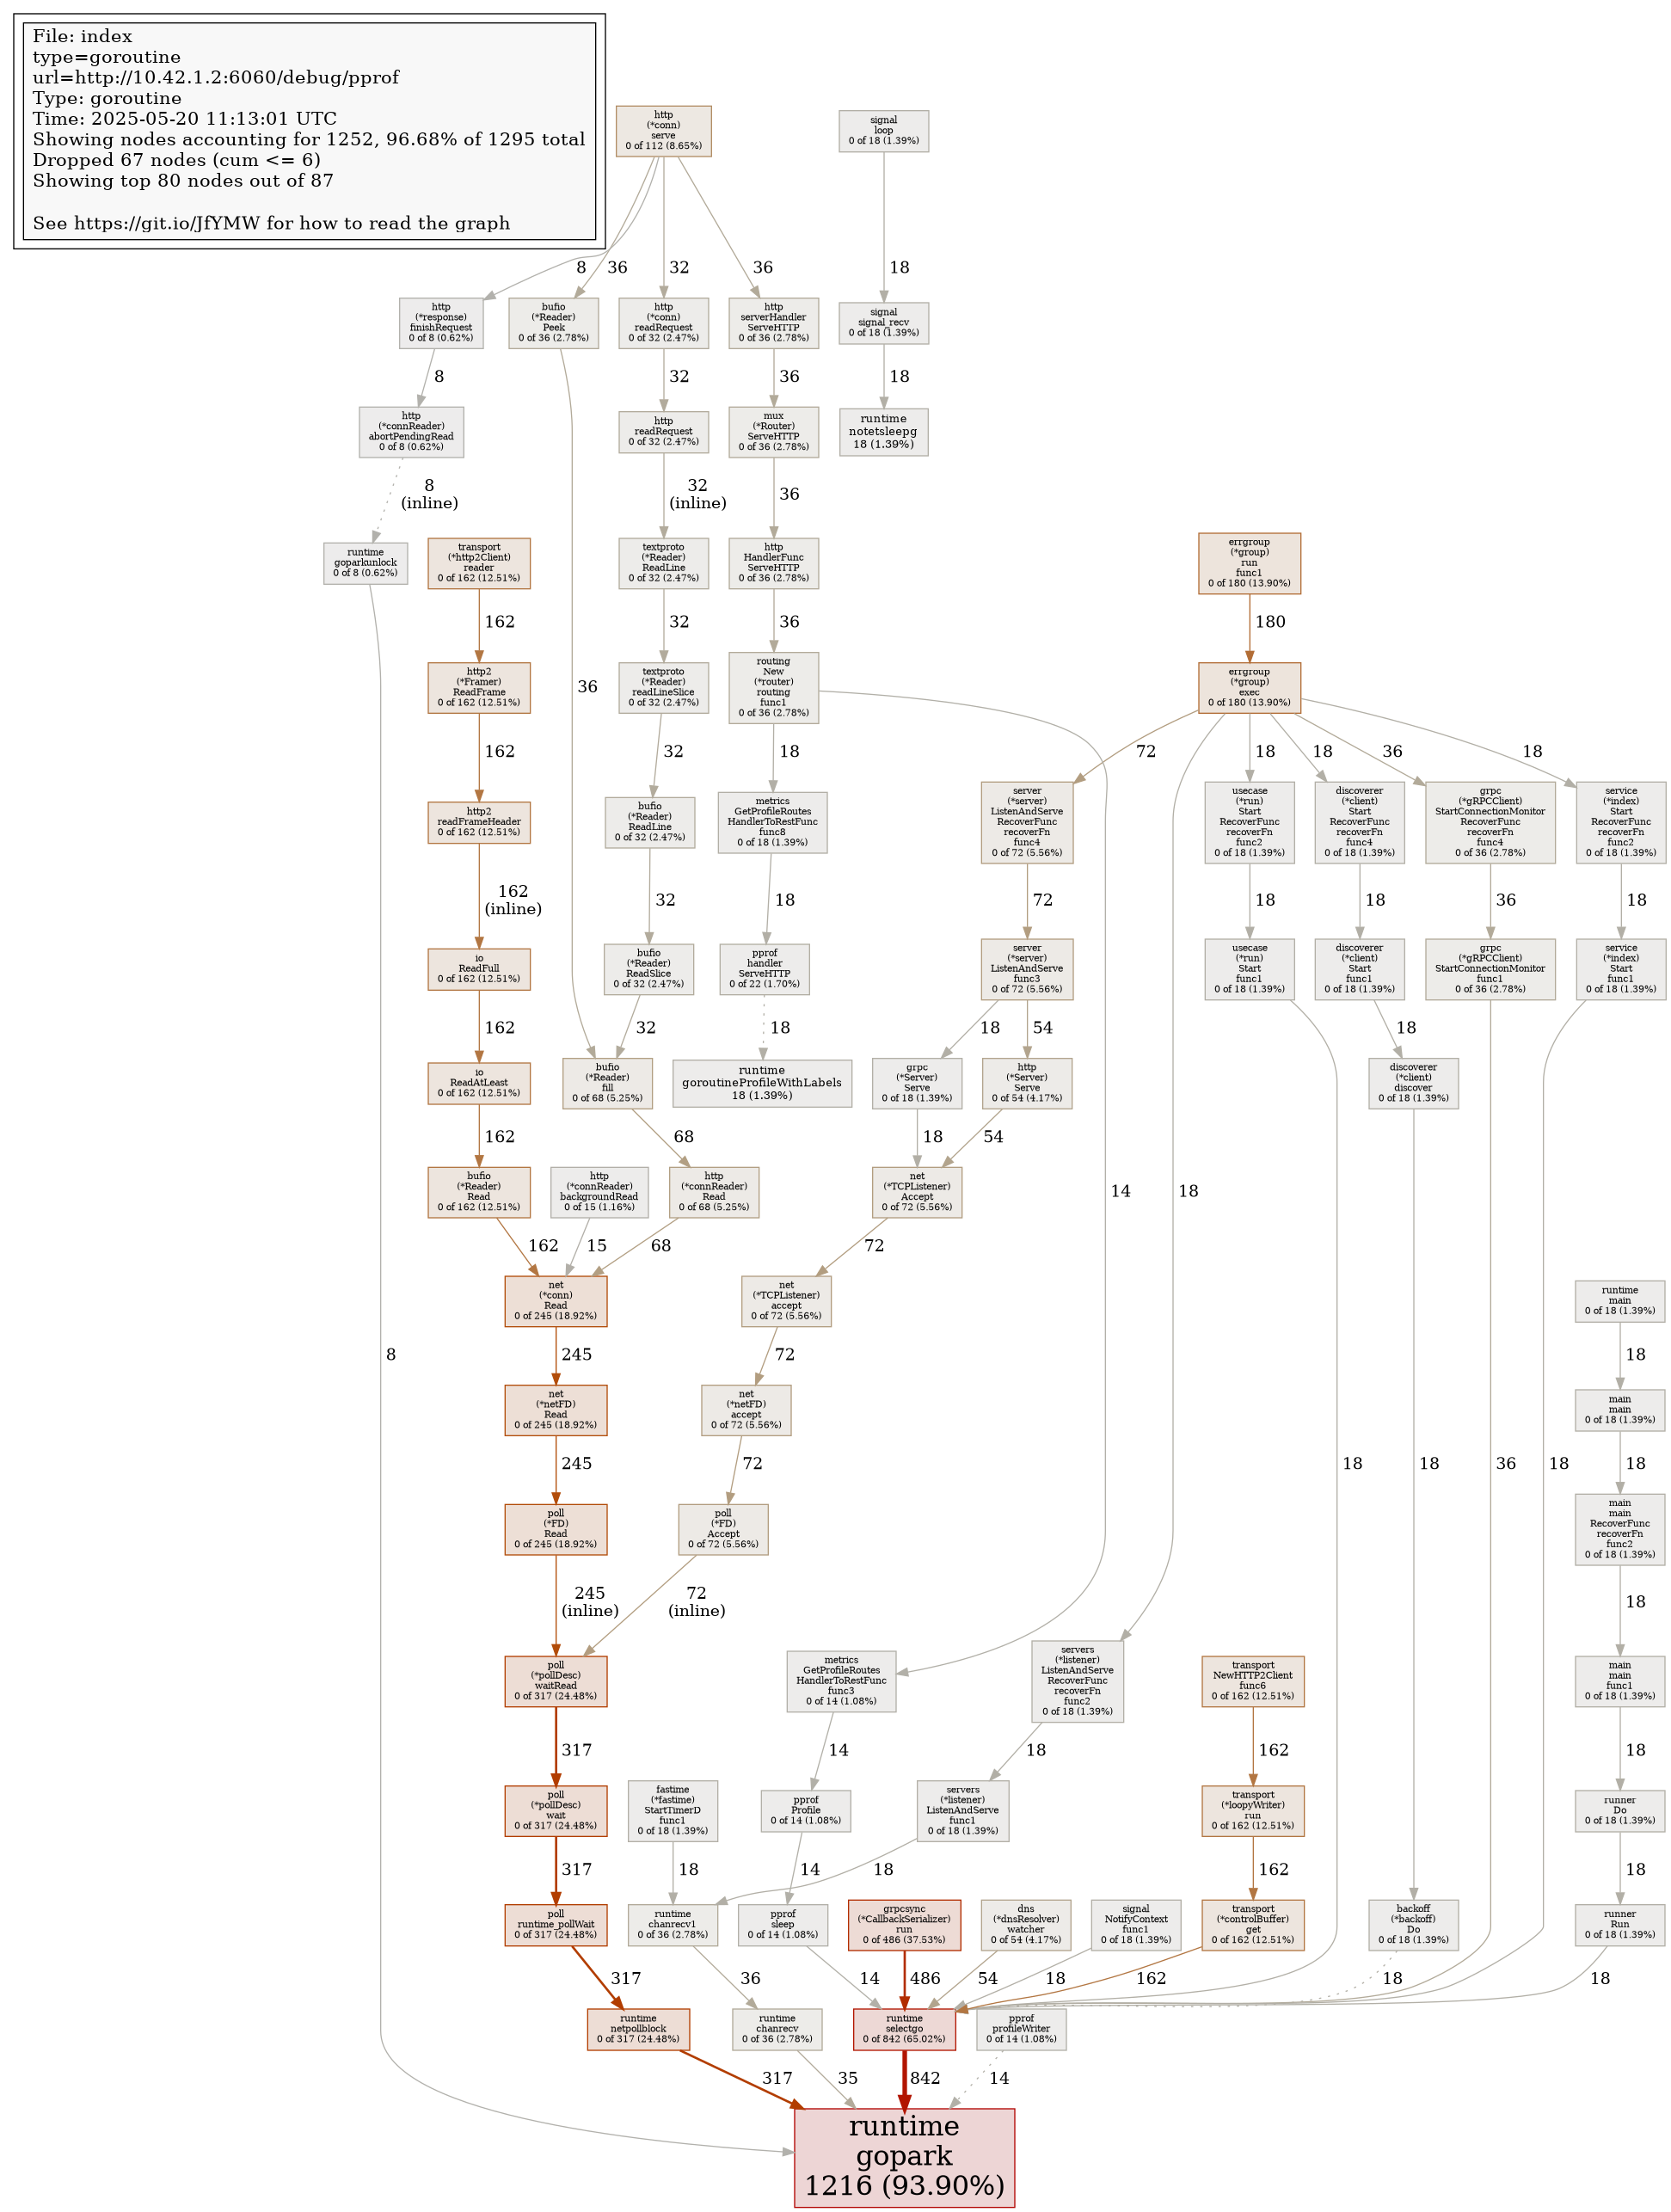 File: index
type=goroutine
url=http://10.42.1.2:6060/debug/pprof
Type: goroutine
Time: 2025-05-20 11:13:01 UTC
Showing nodes accounting for 1252, 96.68% of 1295 total
Dropped 67 nodes (cum <= 6)
Showing top 80 nodes out of 87
See https://git.io/JfYMW for how to read the graph
http
(*conn)
serve
0 of 112 (8.65%)
signal
loop
0 of 18 (1.39%)
8
36
32
36
18
http
(*response)
finishRequest
0 of 8 (0.62%)
bufio
(*Reader)
Peek
0 of 36 (2.78%)
http
(*conn)
readRequest
0 of 32 (2.47%)
http
serverHandler
ServeHTTP
0 of 36 (2.78%)
signal
signal_recv
0 of 18 (1.39%)
8
32
36
18
http
(*connReader)
abortPendingRead
0 of 8 (0.62%)
http
readRequest
0 of 32 (2.47%)
mux
(*Router)
ServeHTTP
0 of 36 (2.78%)
runtime
notetsleepg
18 (1.39%)
8
(inline)
32
(inline)
36
runtime
goparkunlock
0 of 8 (0.62%)
transport
(*http2Client)
reader
0 of 162 (12.51%)
textproto
(*Reader)
ReadLine
0 of 32 (2.47%)
http
HandlerFunc
ServeHTTP
0 of 36 (2.78%)
errgroup
(*group)
run
func1
0 of 180 (13.90%)
162
32
36
180
http2
(*Framer)
ReadFrame
0 of 162 (12.51%)
36
textproto
(*Reader)
readLineSlice
0 of 32 (2.47%)
routing
New
(*router)
routing
func1
0 of 36 (2.78%)
errgroup
(*group)
exec
0 of 180 (13.90%)
162
32
18
72
18
18
36
18
http2
readFrameHeader
0 of 162 (12.51%)
bufio
(*Reader)
ReadLine
0 of 32 (2.47%)
metrics
GetProfileRoutes
HandlerToRestFunc
func8
0 of 18 (1.39%)
server
(*server)
ListenAndServe
RecoverFunc
recoverFn
func4
0 of 72 (5.56%)
usecase
(*run)
Start
RecoverFunc
recoverFn
func2
0 of 18 (1.39%)
discoverer
(*client)
Start
RecoverFunc
recoverFn
func4
0 of 18 (1.39%)
grpc
(*gRPCClient)
StartConnectionMonitor
RecoverFunc
recoverFn
func4
0 of 36 (2.78%)
service
(*index)
Start
RecoverFunc
recoverFn
func2
0 of 18 (1.39%)
162
(inline)
32
18
72
18
18
36
18
io
ReadFull
0 of 162 (12.51%)
bufio
(*Reader)
ReadSlice
0 of 32 (2.47%)
pprof
handler
ServeHTTP
0 of 22 (1.70%)
server
(*server)
ListenAndServe
func3
0 of 72 (5.56%)
usecase
(*run)
Start
func1
0 of 18 (1.39%)
discoverer
(*client)
Start
func1
0 of 18 (1.39%)
grpc
(*gRPCClient)
StartConnectionMonitor
func1
0 of 36 (2.78%)
service
(*index)
Start
func1
0 of 18 (1.39%)
162
32
18
18
54
18
io
ReadAtLeast
0 of 162 (12.51%)
bufio
(*Reader)
fill
0 of 68 (5.25%)
runtime
goroutineProfileWithLabels
18 (1.39%)
grpc
(*Server)
Serve
0 of 18 (1.39%)
http
(*Server)
Serve
0 of 54 (4.17%)
discoverer
(*client)
discover
0 of 18 (1.39%)
162
68
18
54
bufio
(*Reader)
Read
0 of 162 (12.51%)
http
(*connReader)
backgroundRead
0 of 15 (1.16%)
http
(*connReader)
Read
0 of 68 (5.25%)
net
(*TCPListener)
Accept
0 of 72 (5.56%)
14
18
162
15
68
72
net
(*conn)
Read
0 of 245 (18.92%)
net
(*TCPListener)
accept
0 of 72 (5.56%)
runtime
main
0 of 18 (1.39%)
8
245
72
18
net
(*netFD)
Read
0 of 245 (18.92%)
net
(*netFD)
accept
0 of 72 (5.56%)
main
main
0 of 18 (1.39%)
245
72
18
18
36
18
18
poll
(*FD)
Read
0 of 245 (18.92%)
poll
(*FD)
Accept
0 of 72 (5.56%)
main
main
RecoverFunc
recoverFn
func2
0 of 18 (1.39%)
245
(inline)
72
(inline)
18
poll
(*pollDesc)
waitRead
0 of 317 (24.48%)
metrics
GetProfileRoutes
HandlerToRestFunc
func3
0 of 14 (1.08%)
servers
(*listener)
ListenAndServe
RecoverFunc
recoverFn
func2
0 of 18 (1.39%)
transport
NewHTTP2Client
func6
0 of 162 (12.51%)
main
main
func1
0 of 18 (1.39%)
317
14
18
162
18
poll
(*pollDesc)
wait
0 of 317 (24.48%)
fastime
(*fastime)
StartTimerD
func1
0 of 18 (1.39%)
pprof
Profile
0 of 14 (1.08%)
servers
(*listener)
ListenAndServe
func1
0 of 18 (1.39%)
transport
(*loopyWriter)
run
0 of 162 (12.51%)
runner
Do
0 of 18 (1.39%)
317
18
14
18
162
18
poll
runtime_pollWait
0 of 317 (24.48%)
runtime
chanrecv1
0 of 36 (2.78%)
pprof
sleep
0 of 14 (1.08%)
grpcsync
(*CallbackSerializer)
run
0 of 486 (37.53%)
dns
(*dnsResolver)
watcher
0 of 54 (4.17%)
signal
NotifyContext
func1
0 of 18 (1.39%)
transport
(*controlBuffer)
get
0 of 162 (12.51%)
backoff
(*backoff)
Do
0 of 18 (1.39%)
runner
Run
0 of 18 (1.39%)
317
36
14
486
54
18
162
18
18
runtime
netpollblock
0 of 317 (24.48%)
runtime
chanrecv
0 of 36 (2.78%)
runtime
selectgo
0 of 842 (65.02%)
pprof
profileWriter
0 of 14 (1.08%)
317
35
842
14
runtime
gopark
1216 (93.90%)